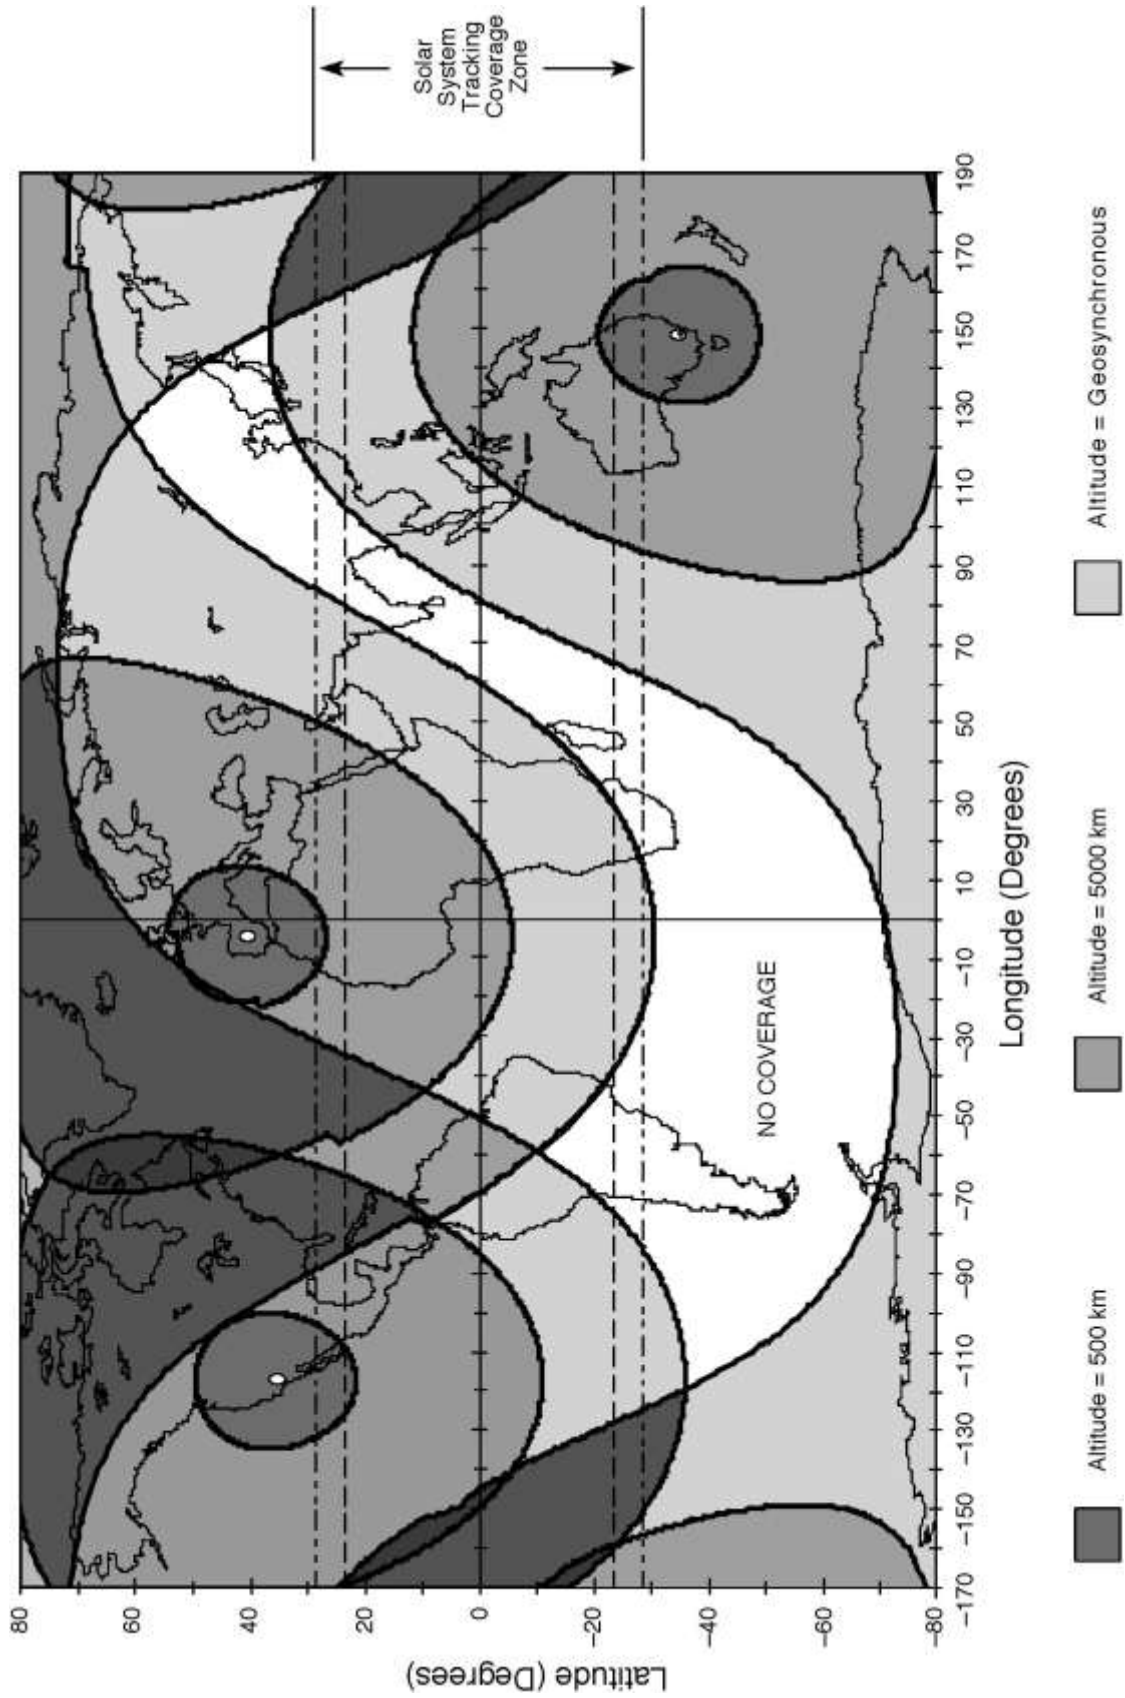 Solar
System
Tracking
Coverage
Zone
80
60
40
20
0
−20
−40
−60
−80
Latitude (Degrees)
NO COVERAGE
−170
−150
−130
−110
−90
−70
−50
−30
−10
10
30
50
70
90
110
130
150
170
190
Longitude (Degrees)
Altitude = 500 km
Altitude = 5000 km
Altitude = Geosynchronous